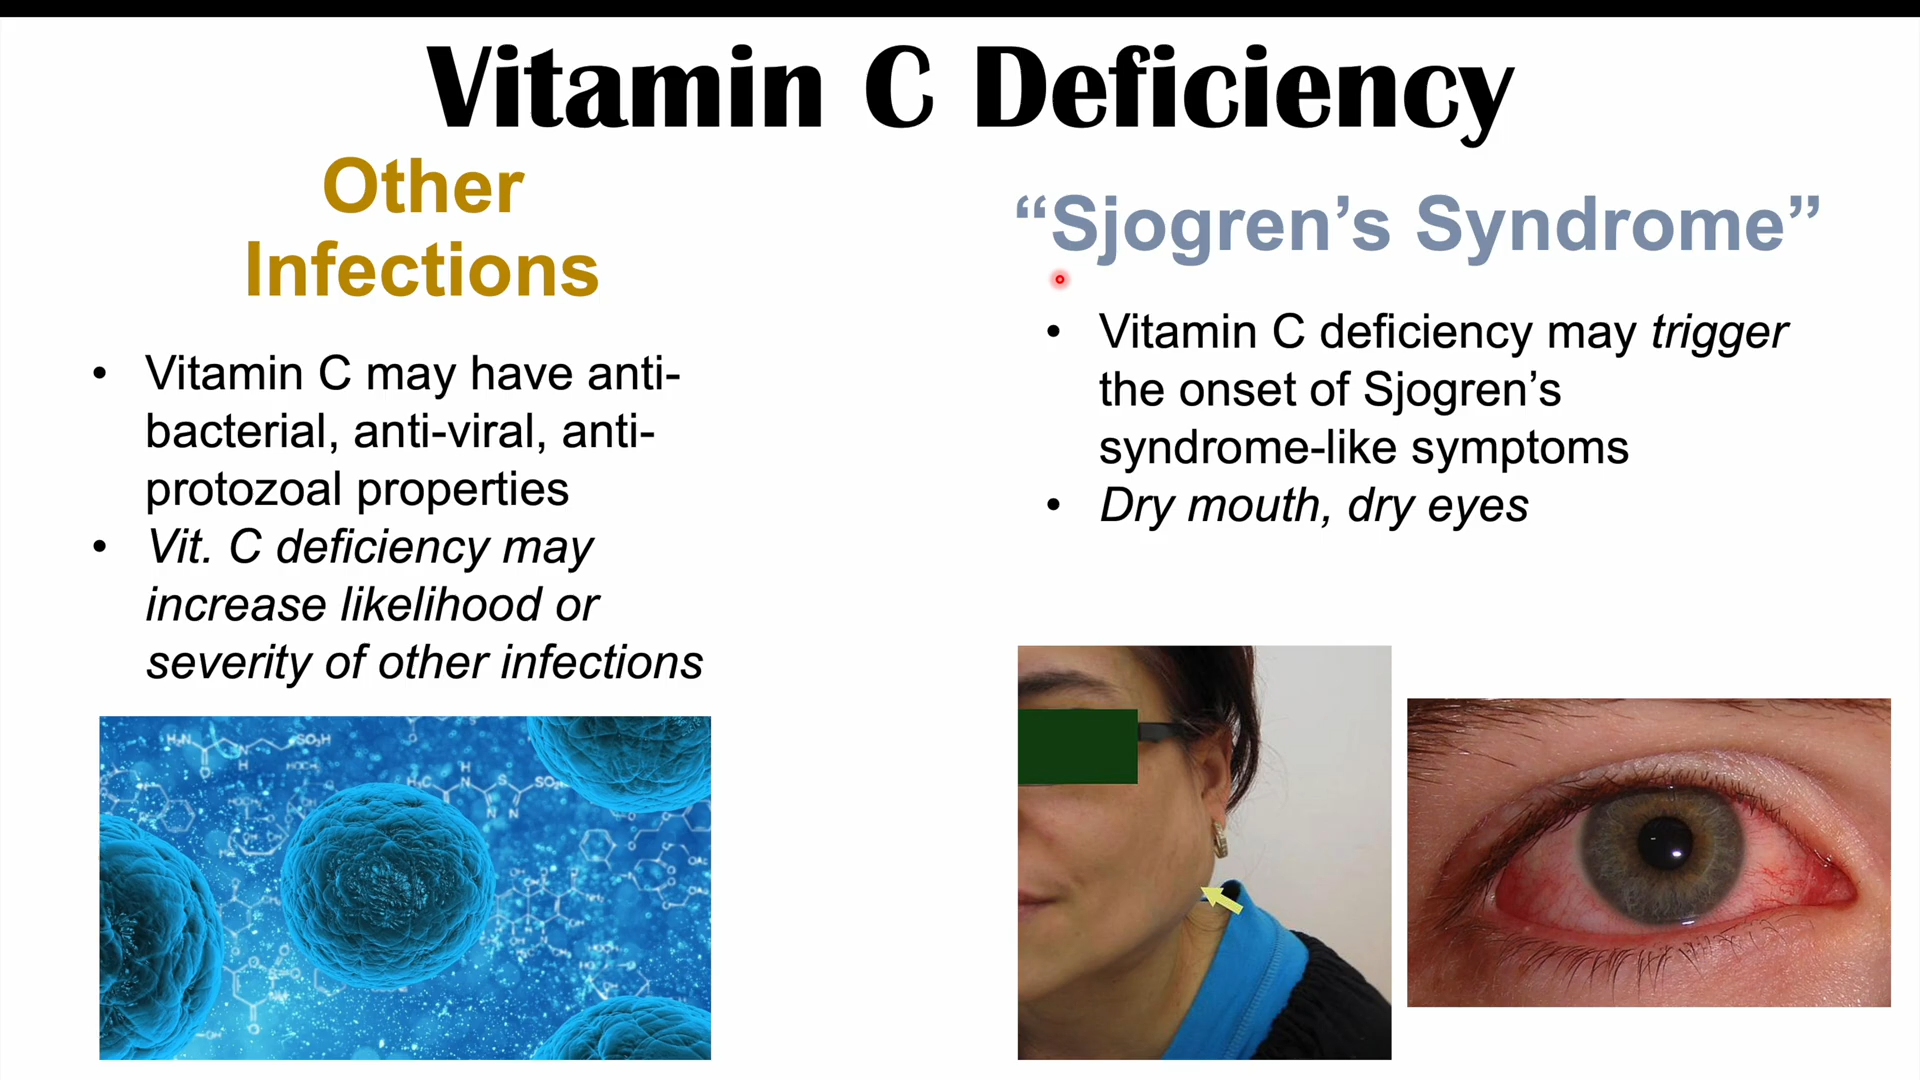 Vitamin C Deficiency
Other
Infections
• Vitamin C may have anti-
bacterial, anti-viral, anti-
protozoal properties
• Vit. C deficiency may
increase likelihood or
severity of other infections
“Sjogren’s Syndrome”
• Vitamin C deficiency may trigger
the onset of Sjogren’s
syndrome-like symptoms
• Dry mouth, dry eyes